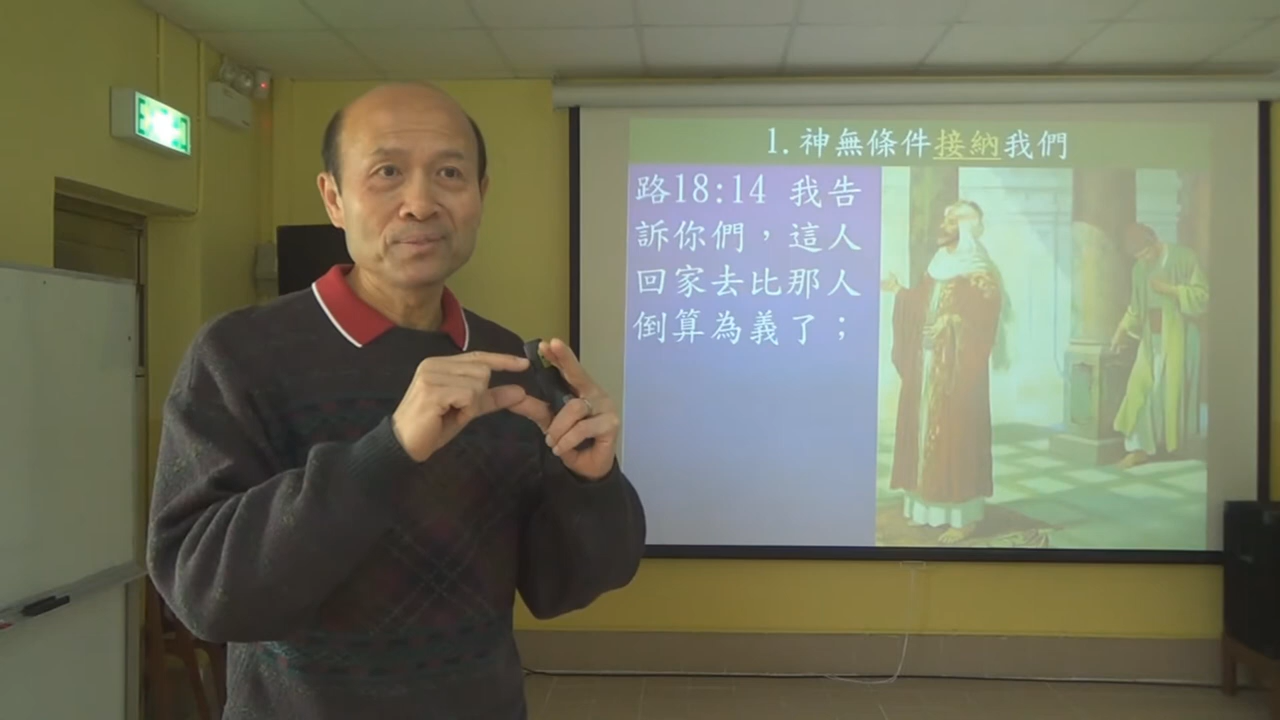 1.神無條件接納我們
路18:14 我告
訴你們，這人
回家去比那人
倒算為義了；